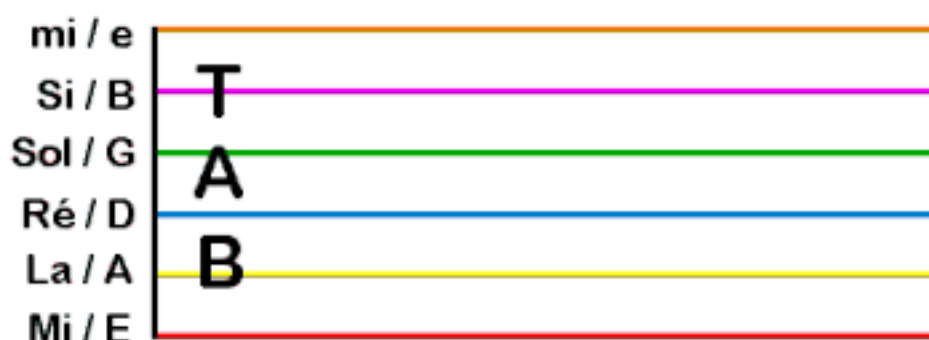 mi / e
Si / B
Sol / G
Ré / D
La / A
Mi / E
T
A
B